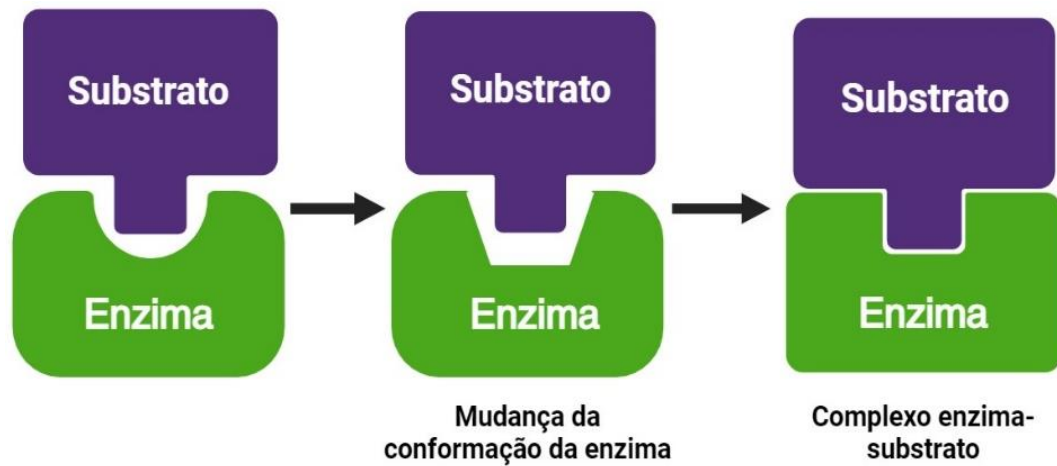 Substrato
Enzima
Substrato
Enzima
Mudança da
conformação da enzima
Substrato
Enzima
Complexo enzima-
substrato